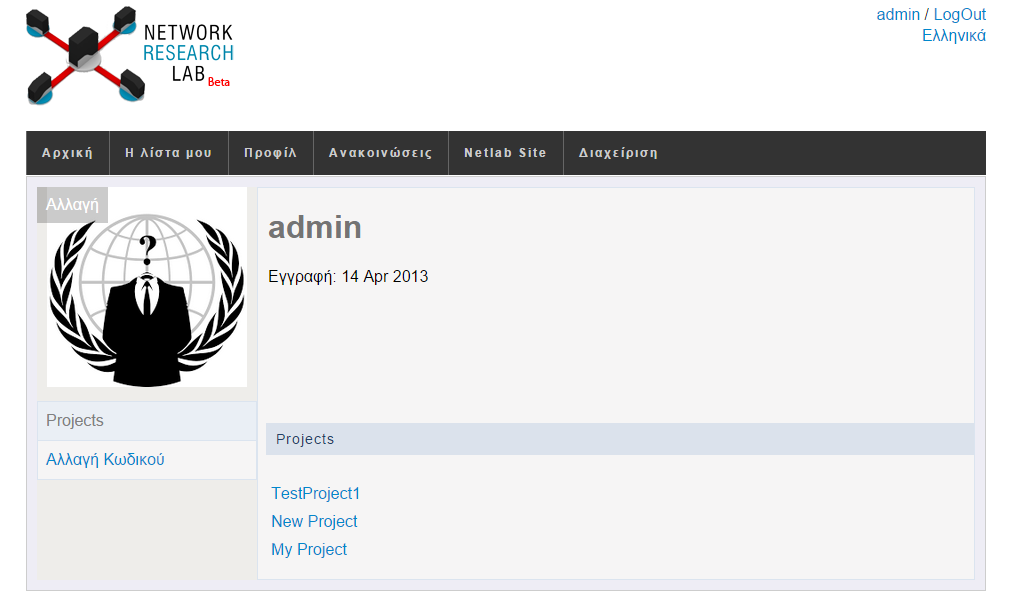 NETWORK
RESEARCH
LAB Beta
admin / LogOut
Ελληνικά
Αρχική Η λίστα μου Προφίλ Ανακοινώσεις Netlab Site Διαχείριση
Αλλαγή
?
admin
Εγγραφή: 14 Apr 2013
Projects
Αλλαγή Κωδικού
Projects
TestProject1
New Project
My Project